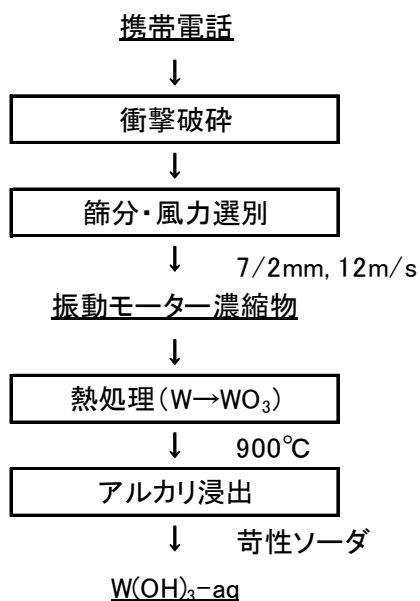 携帯電話
↓
衝撃破砕
↓
篩分・風力選別
↓ 7/2mm, 12m/s
振動モーター濃縮物
↓
熱処理(W→WO₃)
↓ 900℃
アルカリ浸出
↓ 苛性ソーダ
W(OH)₃-aq